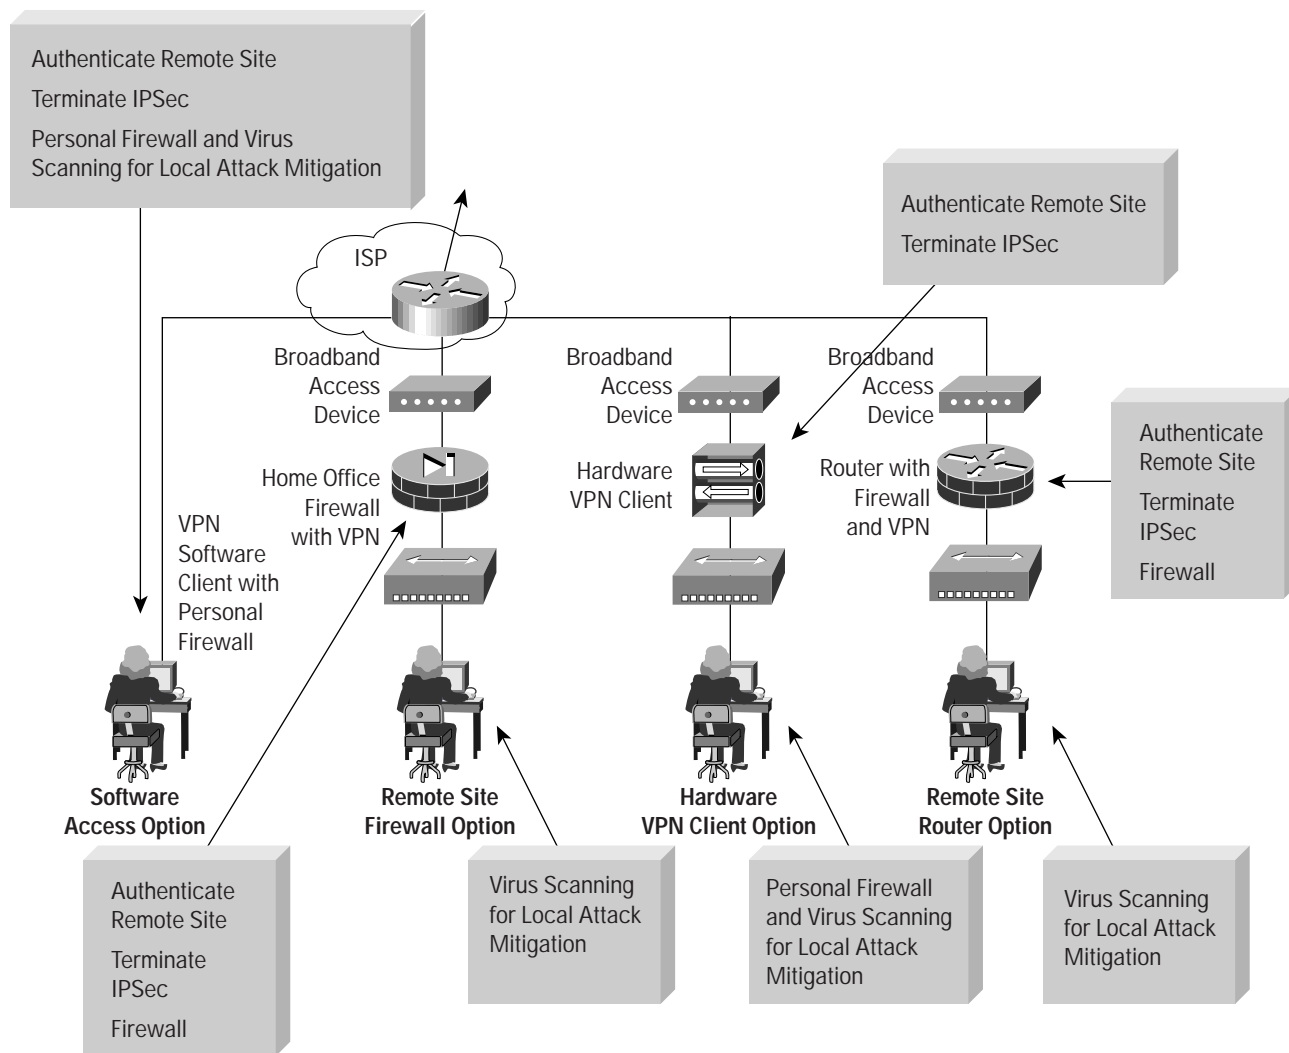 Authenticate Remote Site
Terminate IPSec
Personal Firewall and Virus
Scanning for Local Attack Mitigation
Authenticate Remote Site
Terminate IPSec
ISP
Broadband
Access
Device
Broadband
Access
Device
Broadband
Access
Device
Authenticate
Remote Site
Terminate
IPSec
Firewall
Home Office
Firewall
with VPN
Hardware
VPN Client
Router with
Firewall
and VPN
VPN
Software
Client with
Personal
Firewall
Software
Access Option
Remote Site
Firewall Option
Hardware
VPN Client Option
Remote Site
Router Option
Authenticate
Remote Site
Terminate
IPSec
Firewall
Virus Scanning
for Local Attack
Mitigation
Personal Firewall
and Virus Scanning
for Local Attack
Mitigation
Virus Scanning
for Local Attack
Mitigation